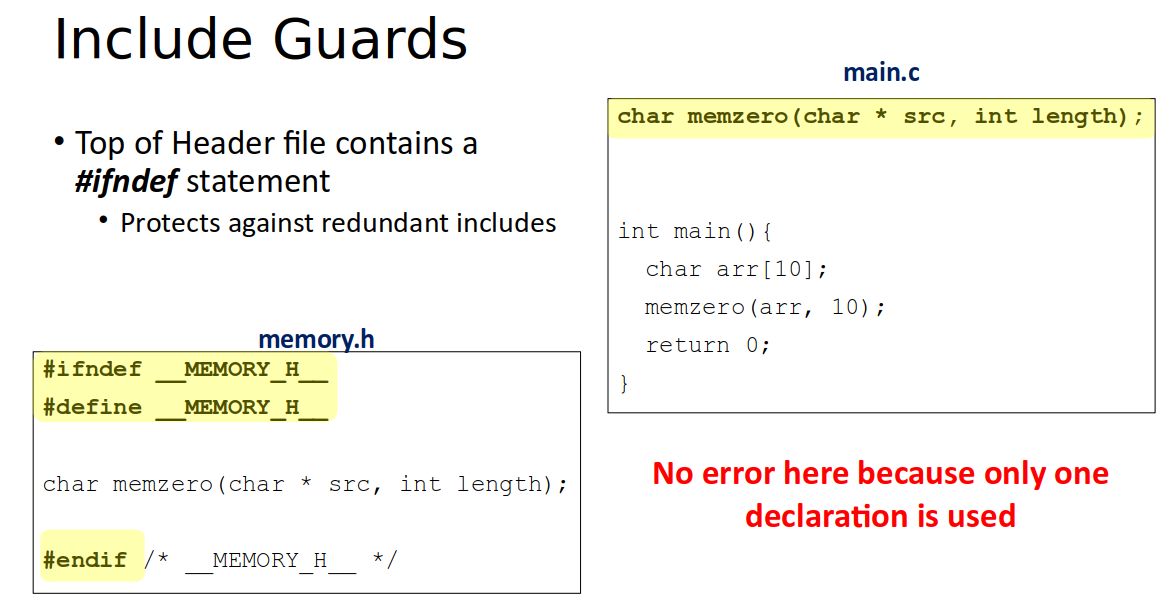 Include Guards
• Top of Header file contains a
#ifndef statement
• Protects against redundant includes
memory.h
#ifndef __MEMORY_H__
#define __MEMORY_H__
char memzero(char * src, int length);
#endif /* __MEMORY_H__ */
main.c
char memzero(char * src, int length);
int main(){
char arr[10];
memzero(arr, 10);
return 0;
}
No error here because only one
declaration is used